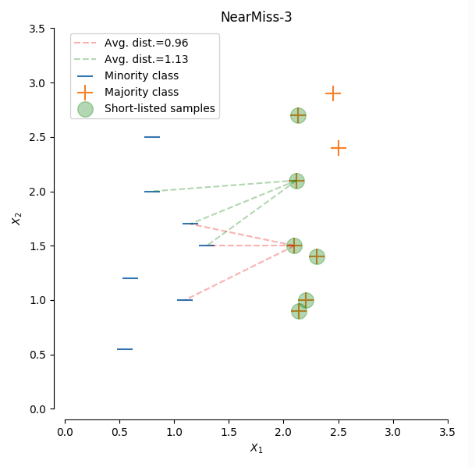 NearMiss-3
3.5
3.0
2.5
2.0
1.5
1.0
0.5
0.0
X2
Avg. dist.=0.96
Avg. dist.=1.13
Minority class
Majority class
Short-listed samples
0.0 0.5 1.0 1.5 2.0 2.5 3.0 3.5
X1